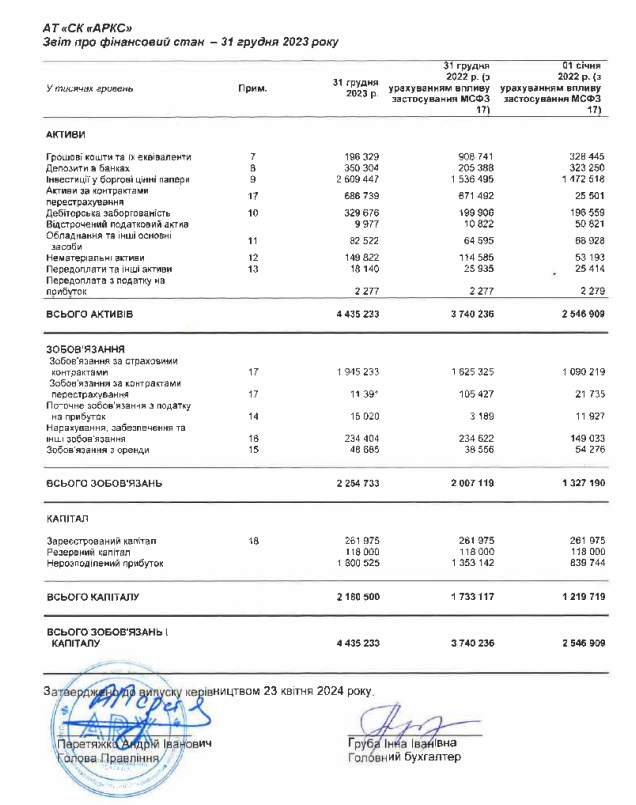 АТ «СК «АРКС»
Звіт про фінансовий стан – 31 грудня 2023 року
У тисячах гривень Прим. 31 грудня 2023 р. 31 грудня 2022 р. (з урахуванням впливу застосування МСФЗ 17) 01 січня 2022 р. (з урахуванням впливу застосування МСФЗ 17)
АКТИВИ
Грошові кошти та їх еквіваленти 7 196 329 908 741 328 445
Депозити в банках 8 350 304 205 388 323 250
Інвестиції у боргові цінні папери 9 2 609 447 1 536 495 1 472 518
Активи за контрактами
перестрахування 17 686 739 671 492 25 501
Дебіторська заборгованість 10 329 676 199 906 196 559
Відстрочений податковий актив 9 977 10 822 50 821
Обладнання та інші основні
засоби 11 82 522 64 595 68 928
Нематеріальні активи 12 149 822 114 585 53 193
Передоплати та інші активи 13 18 140 25 935 25 414
Передоплата з податку на
прибуток 2 277 2 277 2 279
ВСЬОГО АКТИВІВ 4 435 233 3 740 236 2 546 909
ЗОБОВ'ЯЗАННЯ
Зобов'язання за страховими
контрактами 17 1 945 233 1 625 325 1 090 219
Зобов'язання за контрактами
перестрахування 17 11 391 105 427 21 735
Поточне зобов'язання з податку
на прибуток 14 15 020 3 189 11 927
Нарахування, забезпечення та
інші зобов'язання 16 234 404 234 622 149 033
Зобов'язання з оренди 15 48 685 38 556 54 276
ВСЬОГО ЗОБОВ'ЯЗАНЬ 2 254 733 2 007 119 1 327 190
КАПІТАЛ
Зареєстрований капітал 18 261 975 261 975 261 975
Резервний капітал 118 000 118 000 118 000
Нерозподілений прибуток 1 800 525 1 353 142 839 744
ВСЬОГО КАПІТАЛУ 2 180 500 1 733 117 1 219 719
ВСЬОГО ЗОБОВ'ЯЗАНЬ І
КАПІТАЛУ 4 435 233 3 740 236 2 546 909
Затверджено до випуску керівництвом 23 квітня 2024 року.
ARX
Перетяжко Андрій Іванович Груба Інна Іванівна
Голова Правління Головний бухгалтер